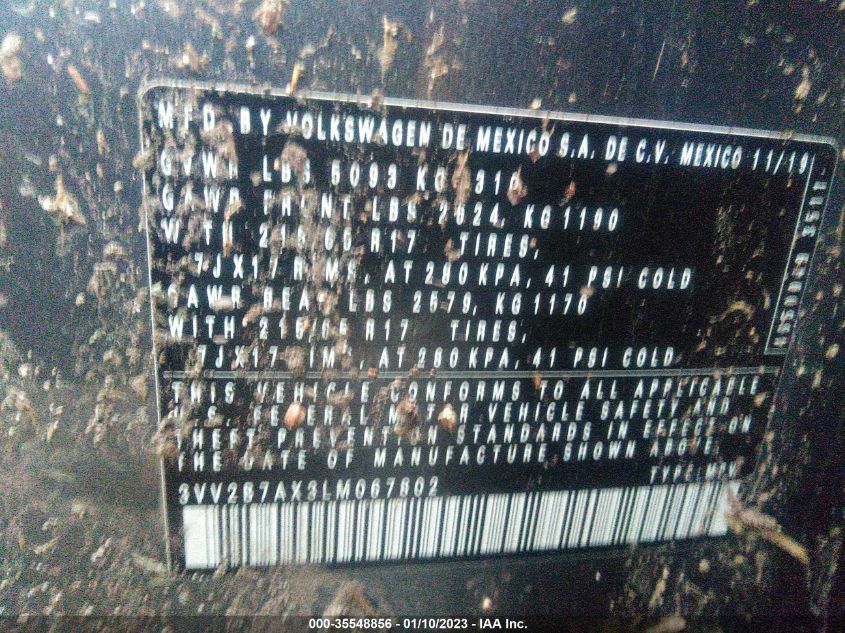 MFD. BY VOLKSWAGEN DE MEXICO S.A. DE C.V. MEXICO 11/19
GVWR LBS 5093 KG 2310
GAWR FRONT LBS 2624, KG 1190
WITH 215/65 R17 TIRES,
7JX17 RIMS, AT 280 KPA, 41 PSI COLD
GAWR REAR LBS 2579, KG 1170
WITH 215/65 R17 TIRES,
7JX17 RIMS, AT 280 KPA, 41 PSI COLD
THIS VEHICLE CONFORMS TO ALL APPLICABLE
U.S. FEDERAL MOTOR VEHICLE SAFETY AND
THEFT PREVENTION STANDARDS IN EFFECT ON
THE DATE OF MANUFACTURE SHOWN ABOVE.
TYPE: MPV
3VV2B7AX3LM067802
000-35548856 - 01/10/2023 - IAA Inc.